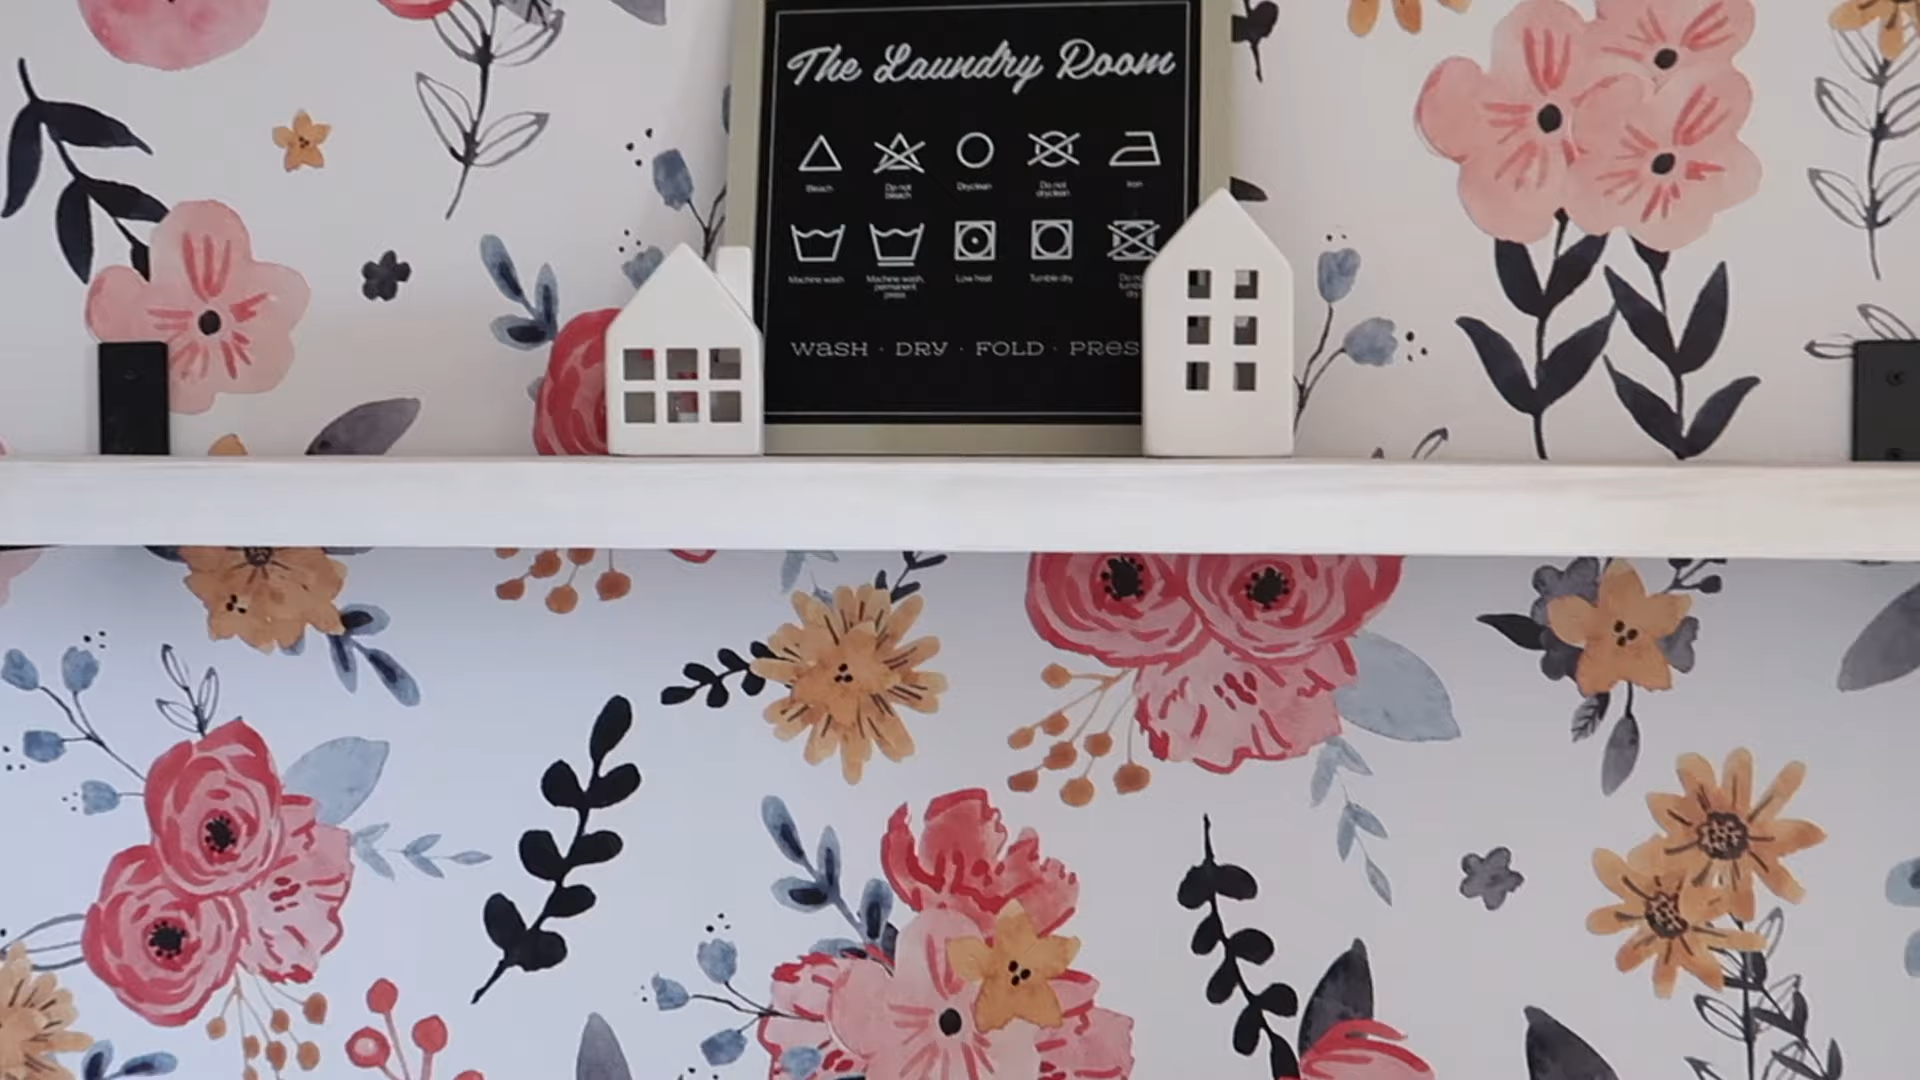 The Laundry Room
Bleach
Do not
bleach
Dryclean
Do not
dryclean
Iron
Machine wash
Machine wash,
permanent
press
Low heat
Tumble dry
WASH · DRY · FOLD · PRES